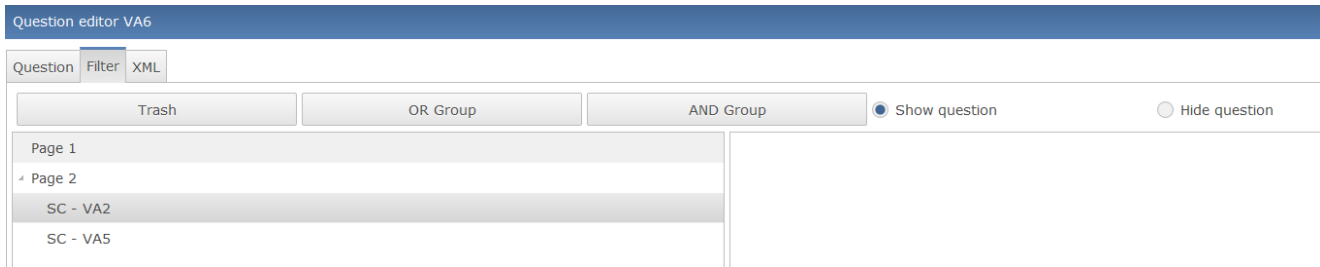 Question editor VA6
Question Filter XML
Trash OR Group AND Group Show question Hide question
Page 1
Page 2
SC - VA2
SC - VA5